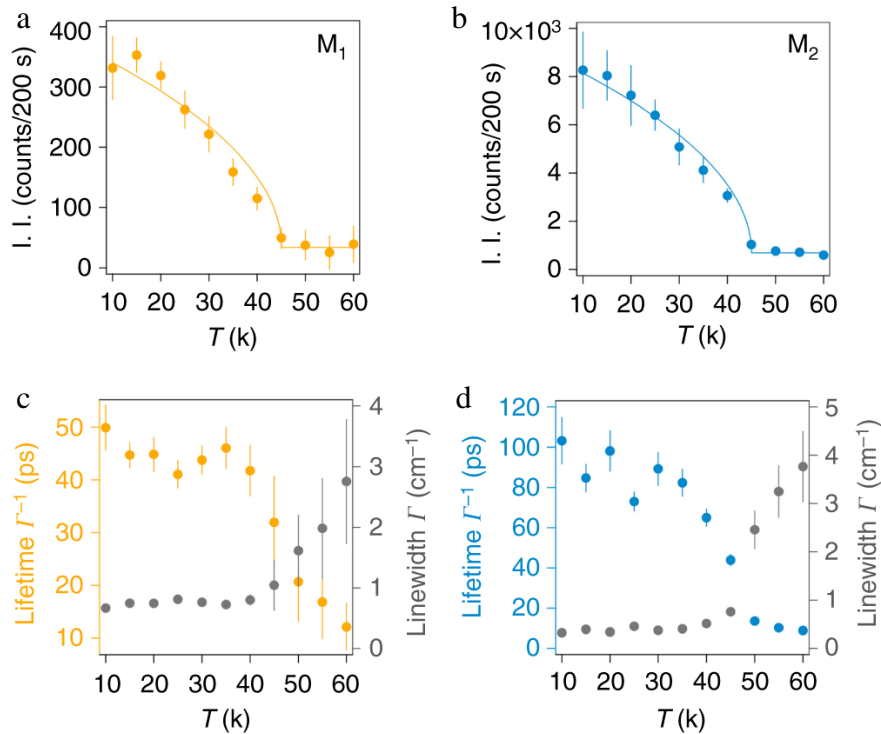 a
M₁
I. I. (counts/200 s)
400
300
200
100
0
10 20 30 40 50 60
T (k)
b
M₂
I. I. (counts/200 s)
10×10³
8
6
4
2
0
10 20 30 40 50 60
T (k)
c
Lifetime Γ⁻¹ (ps)
50
40
30
20
10
4
3
2
1
0
Linewidth Γ (cm⁻¹)
10 20 30 40 50 60
T (k)
d
Lifetime Γ⁻¹ (ps)
120
100
80
60
40
20
0
5
4
3
2
1
0
Linewidth Γ (cm⁻¹)
10 20 30 40 50 60
T (k)